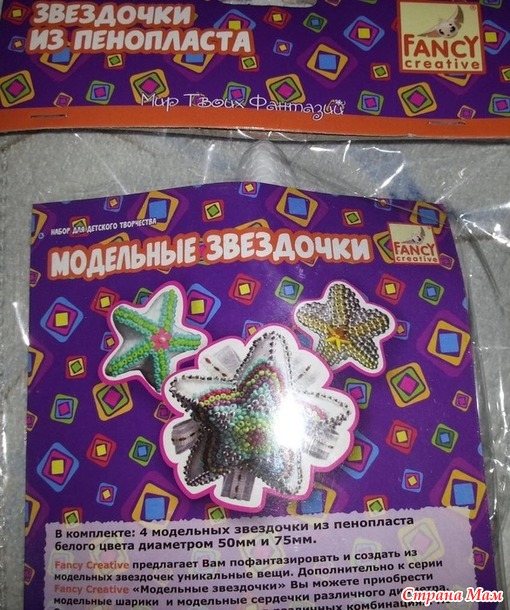 ЗВЕЗДОЧКИ
ИЗ ПЕНОПЛАСТА
FANCY
creative
Мир Твоих Фантазий
НАБОР ДЛЯ ДЕТСКОГО ТВОРЧЕСТВА
МОДЕЛЬНЫЕ ЗВЕЗДОЧКИ
FANCY
creative
В комплекте: 4 модельных звездочки из пенопласта
белого цвета диаметром 50мм и 75мм.
Fancy Creative предлагает Вам пофантазировать и создать из
модельных звездочек уникальные вещи. Дополнительно к серии
Fancy Creative «Модельные звездочки» Вы можете приобрести
модельные шарики и модельные сердечки различного диаметра.
комбинациях
Страна Мам